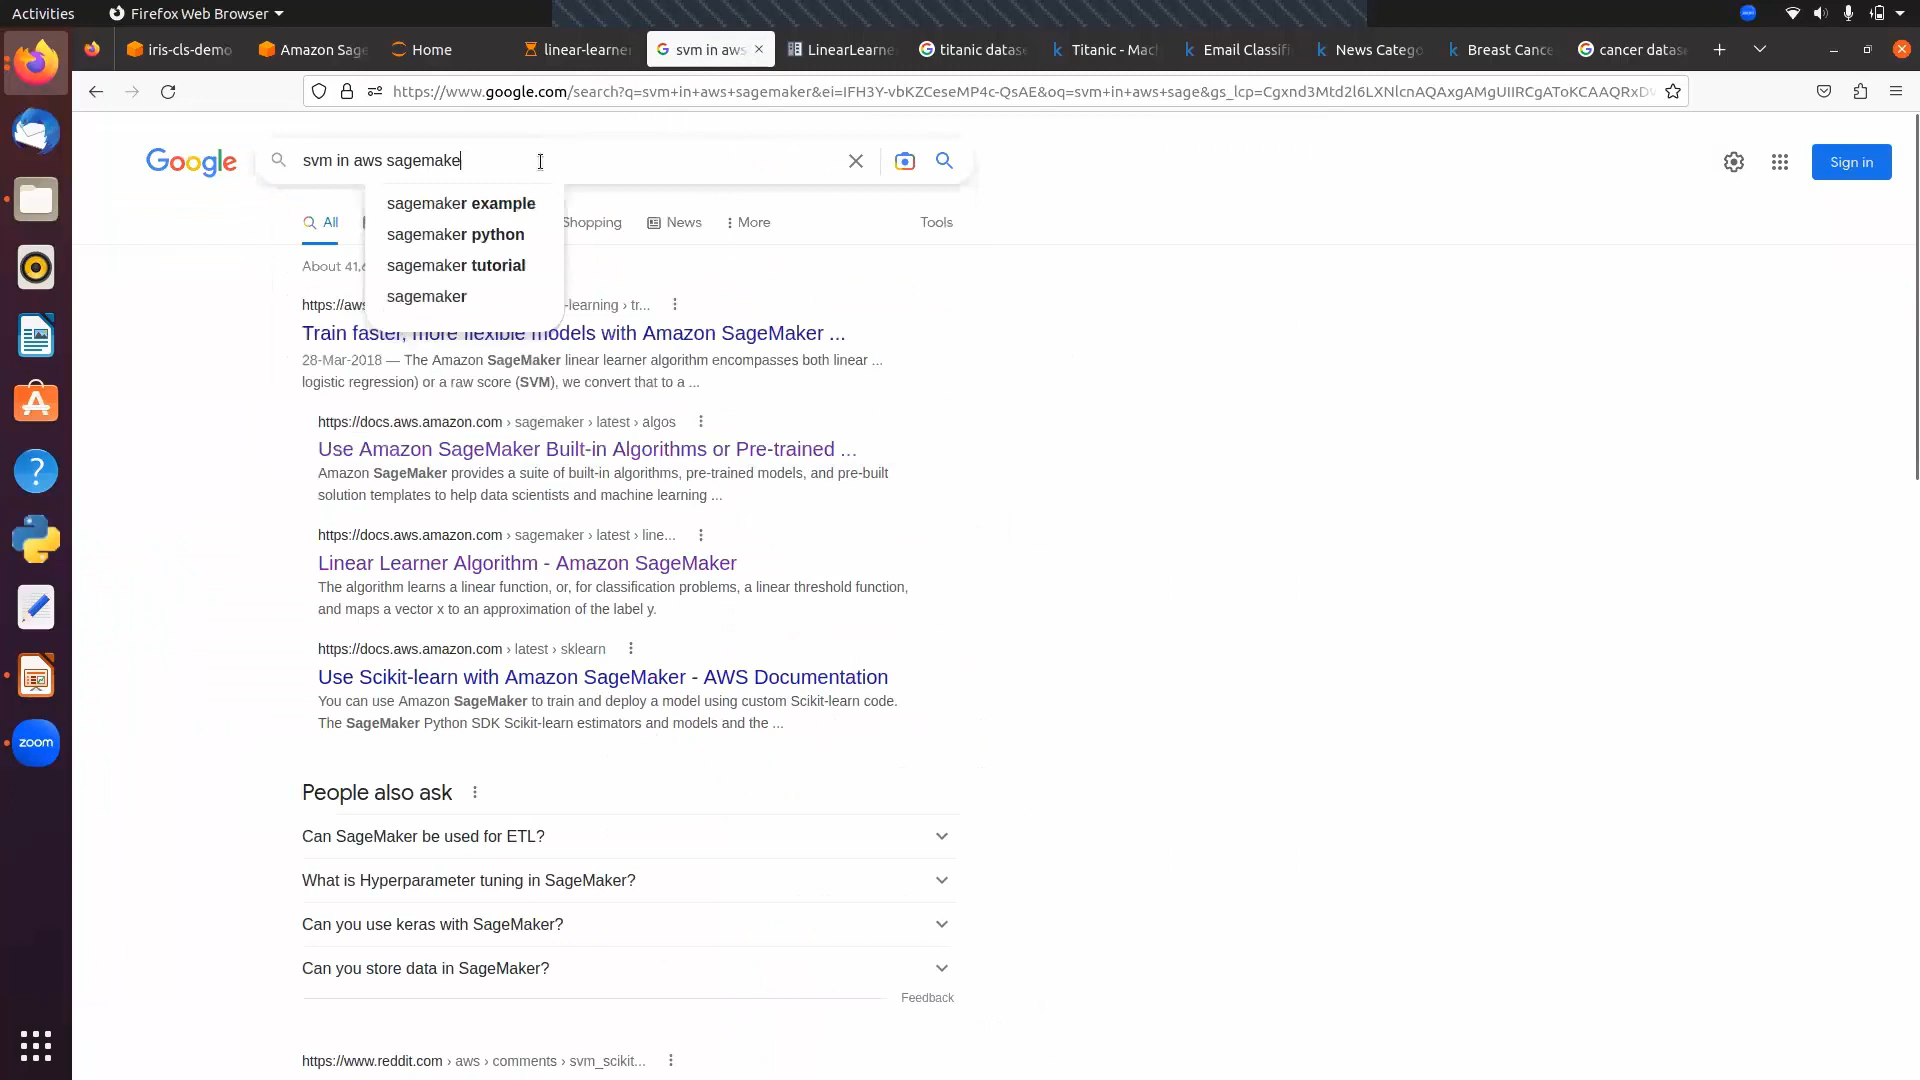 Activities
Firefox Web Browser
iris-cls-demo
Amazon Sag
Home
linear-learne
svm in aws
LinearLearne
titanic datas
Titanic - Mac
Email Classifi
News Catego
Breast Cance
cancer datas
https://www.google.com/search?q=svm+in+aws+sagemaker&ei=IFH3Y-vbKZCeseMP4c-QsAE&oq=svm+in+aws+sage&gs_lcp=Cgxnd3Mtd2l6LXNlcnAQAxgAMgUIIRCgAToKCAAQRxD
Google
svm in aws sagemake
Sign in
sagemaker example
sagemaker python
sagemaker tutorial
sagemaker
All
Shopping
News
More
Tools
About 41,6
https://aws
-learning › tr...
Train faster, more flexible models with Amazon SageMaker ...
28-Mar-2018 — The Amazon SageMaker linear learner algorithm encompasses both linear ...
logistic regression) or a raw score (SVM), we convert that to a ...
https://docs.aws.amazon.com › sagemaker › latest › algos
Use Amazon SageMaker Built-in Algorithms or Pre-trained ...
Amazon SageMaker provides a suite of built-in algorithms, pre-trained models, and pre-built
solution templates to help data scientists and machine learning ...
https://docs.aws.amazon.com › sagemaker › latest › line...
Linear Learner Algorithm - Amazon SageMaker
The algorithm learns a linear function, or, for classification problems, a linear threshold function,
and maps a vector x to an approximation of the label y.
https://docs.aws.amazon.com › latest › sklearn
Use Scikit-learn with Amazon SageMaker - AWS Documentation
You can use Amazon SageMaker to train and deploy a model using custom Scikit-learn code.
The SageMaker Python SDK Scikit-learn estimators and models and the ...
People also ask
Can SageMaker be used for ETL?
What is Hyperparameter tuning in SageMaker?
Can you use keras with SageMaker?
Can you store data in SageMaker?
Feedback
https://www.reddit.com › aws › comments › svm_scikit...
zoom